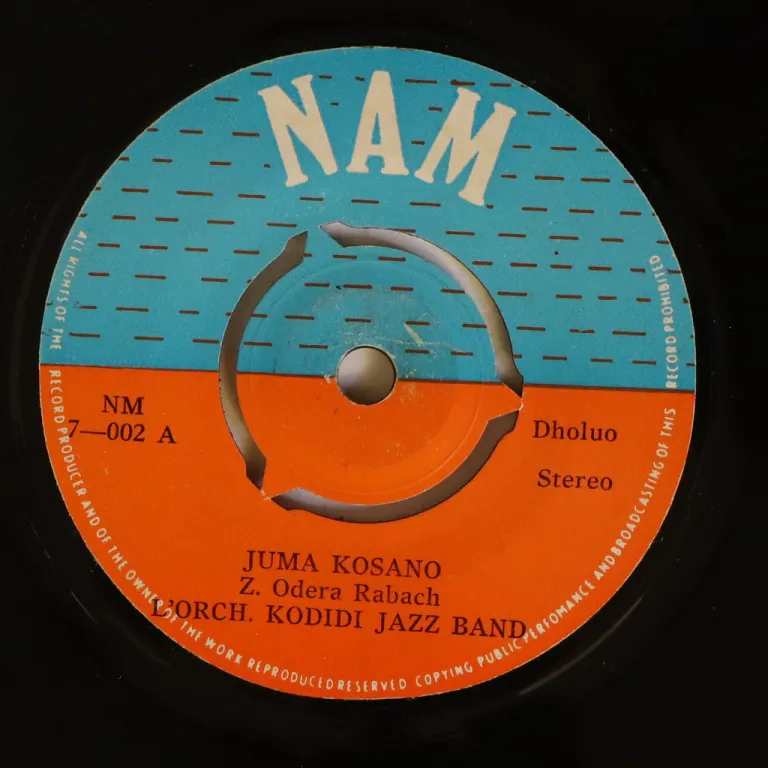 NAM
NM
7—002 A
Dholuo
Stereo
JUMA KOSANO
Z. Odera Rabach
L'ORCH. KODIDI JAZZ BAND
ALL RIGHTS OF THE RECORD PRODUCER AND OF THE OWNER OF THE WORK REPRODUCED RESERVED COPYING PUBLIC PERFOMANCE AND BROADCASTING OF THIS RECORD PROHIBITED